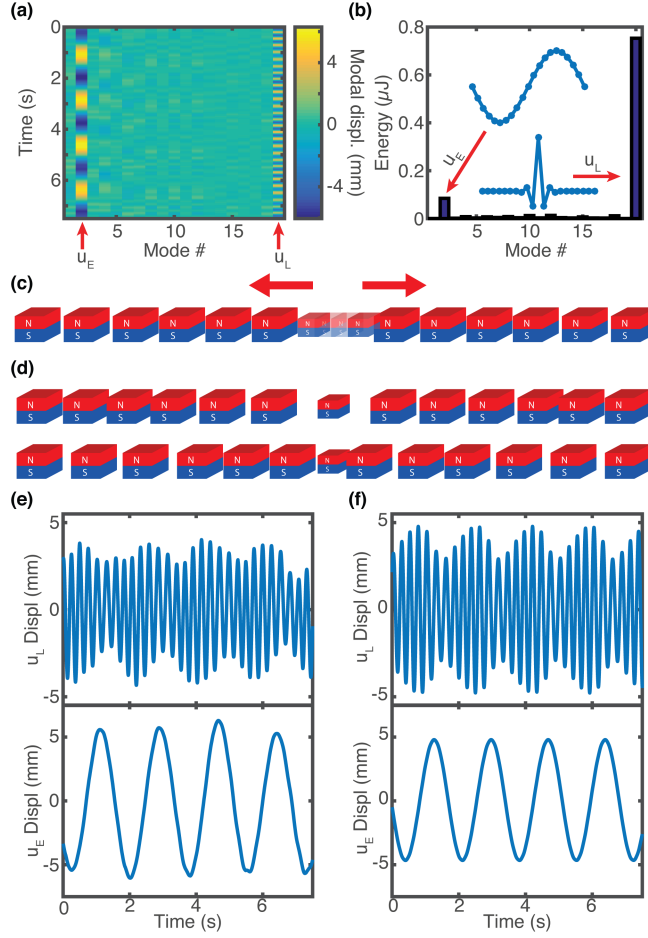 (a)
0
2
4
6
Time (s)
5
10
15
Mode #
u_E
u_L
4
0
-4
Modal displ. (mm)
(b)
0.8
0.6
0.4
0.2
0
Energy (μJ)
u_E
u_L
5
10
15
Mode #
(c)
N N N N N N N N N N N N N N N N
S S S S S S S S S S S S S S
(d)
N N N N N N N N N N N N N
S S S S S S S S S S S S S
N N N N N N N N N N N N N
S S S S S S S S S S S S S
(e)
5
0
-5
u_L Displ (mm)
5
0
-5
u_E Displ (mm)
0
2
4
6
Time (s)
(f)
5
0
-5
u_L Displ (mm)
5
0
-5
u_E Displ (mm)
0
2
4
6
Time (s)